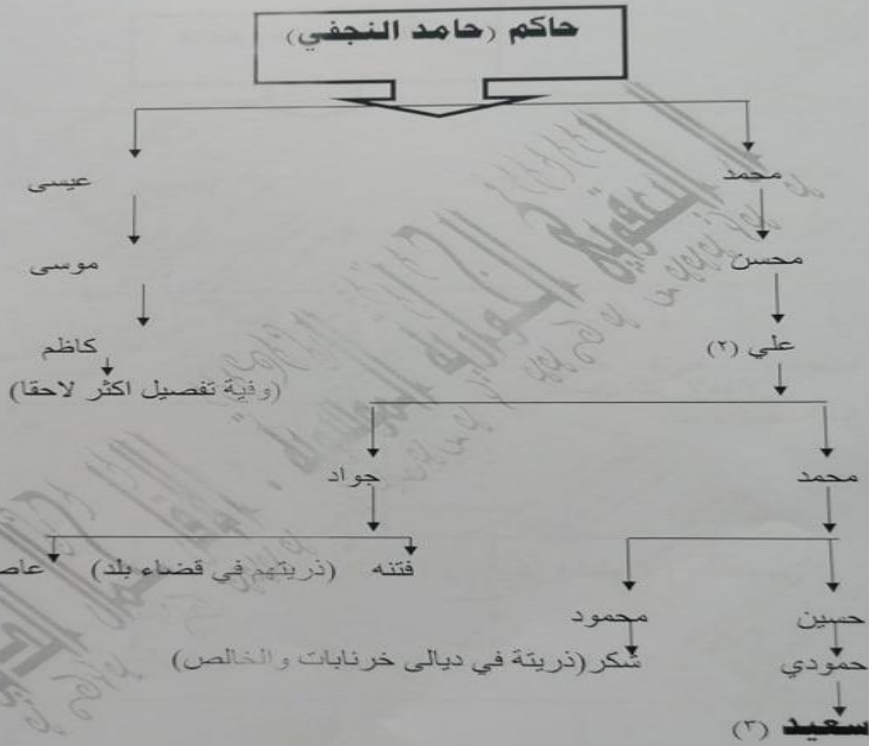 حاكم (حامد النجفي)
محمد عيسى
محسن موسى
علي (٢) كاظم
(وفية تفصيل اكثر لاحقا)
محمد جواد
فتنه (ذريتهم في قضاء بلد)
حسين محمود
حمودي شكر (ذريتة في ديالى خرنابات والخالص)
سعيد (٣)